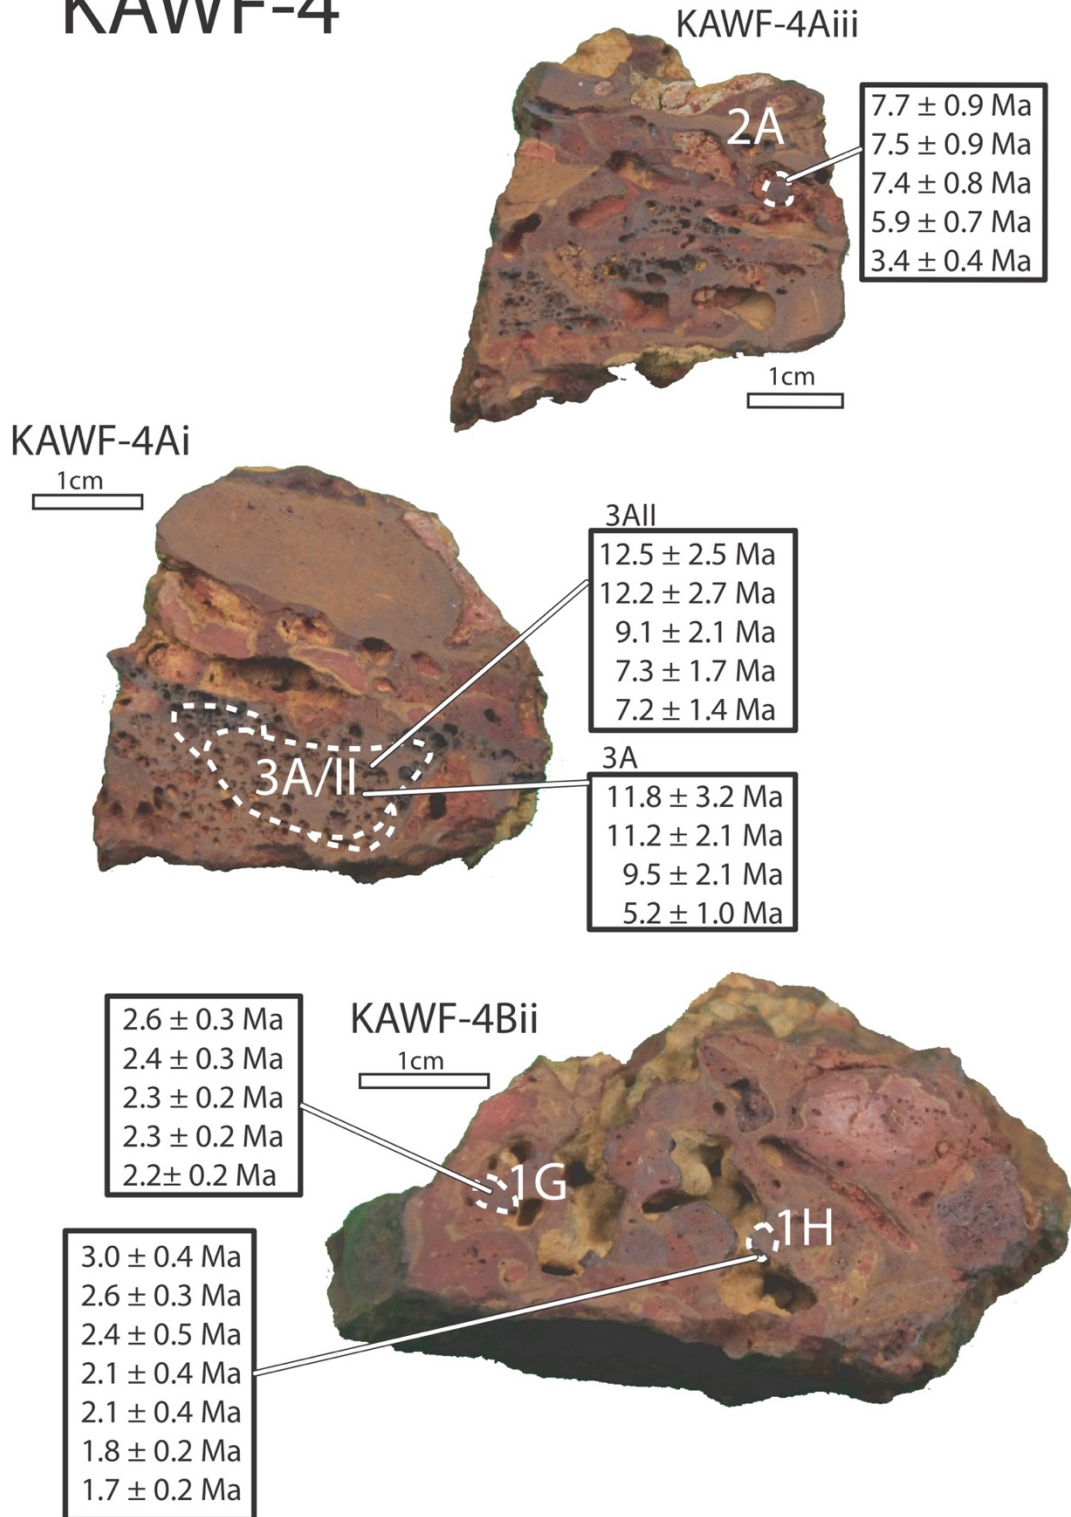 KAWF-4
KAWF-4Aiii
2A
7.7 ± 0.9 Ma
7.5 ± 0.9 Ma
7.4 ± 0.8 Ma
5.9 ± 0.7 Ma
3.4 ± 0.4 Ma
1cm
KAWF-4Ai
1cm
3AII
12.5 ± 2.5 Ma
12.2 ± 2.7 Ma
9.1 ± 2.1 Ma
7.3 ± 1.7 Ma
7.2 ± 1.4 Ma
3A/II
3A
11.8 ± 3.2 Ma
11.2 ± 2.1 Ma
9.5 ± 2.1 Ma
5.2 ± 1.0 Ma
KAWF-4Bii
1cm
2.6 ± 0.3 Ma
2.4 ± 0.3 Ma
2.3 ± 0.2 Ma
2.3 ± 0.2 Ma
2.2± 0.2 Ma
1G
1H
3.0 ± 0.4 Ma
2.6 ± 0.3 Ma
2.4 ± 0.5 Ma
2.1 ± 0.4 Ma
2.1 ± 0.4 Ma
1.8 ± 0.2 Ma
1.7 ± 0.2 Ma